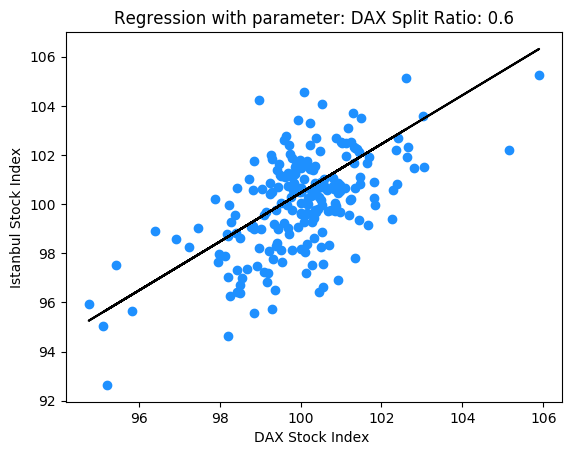 Regression with parameter: DAX Split Ratio: 0.6
106
104
102
100
98
96
94
92
Istanbul Stock Index
96 98 100 102 104 106
DAX Stock Index